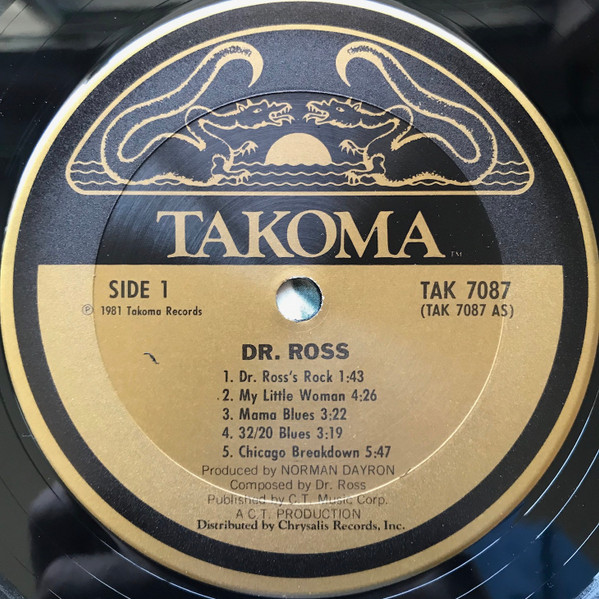 TAKOMA™
SIDE 1
℗ 1981 Takoma Records
TAK 7087
(TAK 7087 AS)
DR. ROSS
1. Dr. Ross's Rock 1:43
2. My Little Woman 4:26
3. Mama Blues 3:22
4. 32/20 Blues 3:19
5. Chicago Breakdown 5:47
Produced by NORMAN DAYRON
Composed by Dr. Ross
Published by C.T. Music Corp.
A C.T. PRODUCTION
Distributed by Chrysalis Records, Inc.